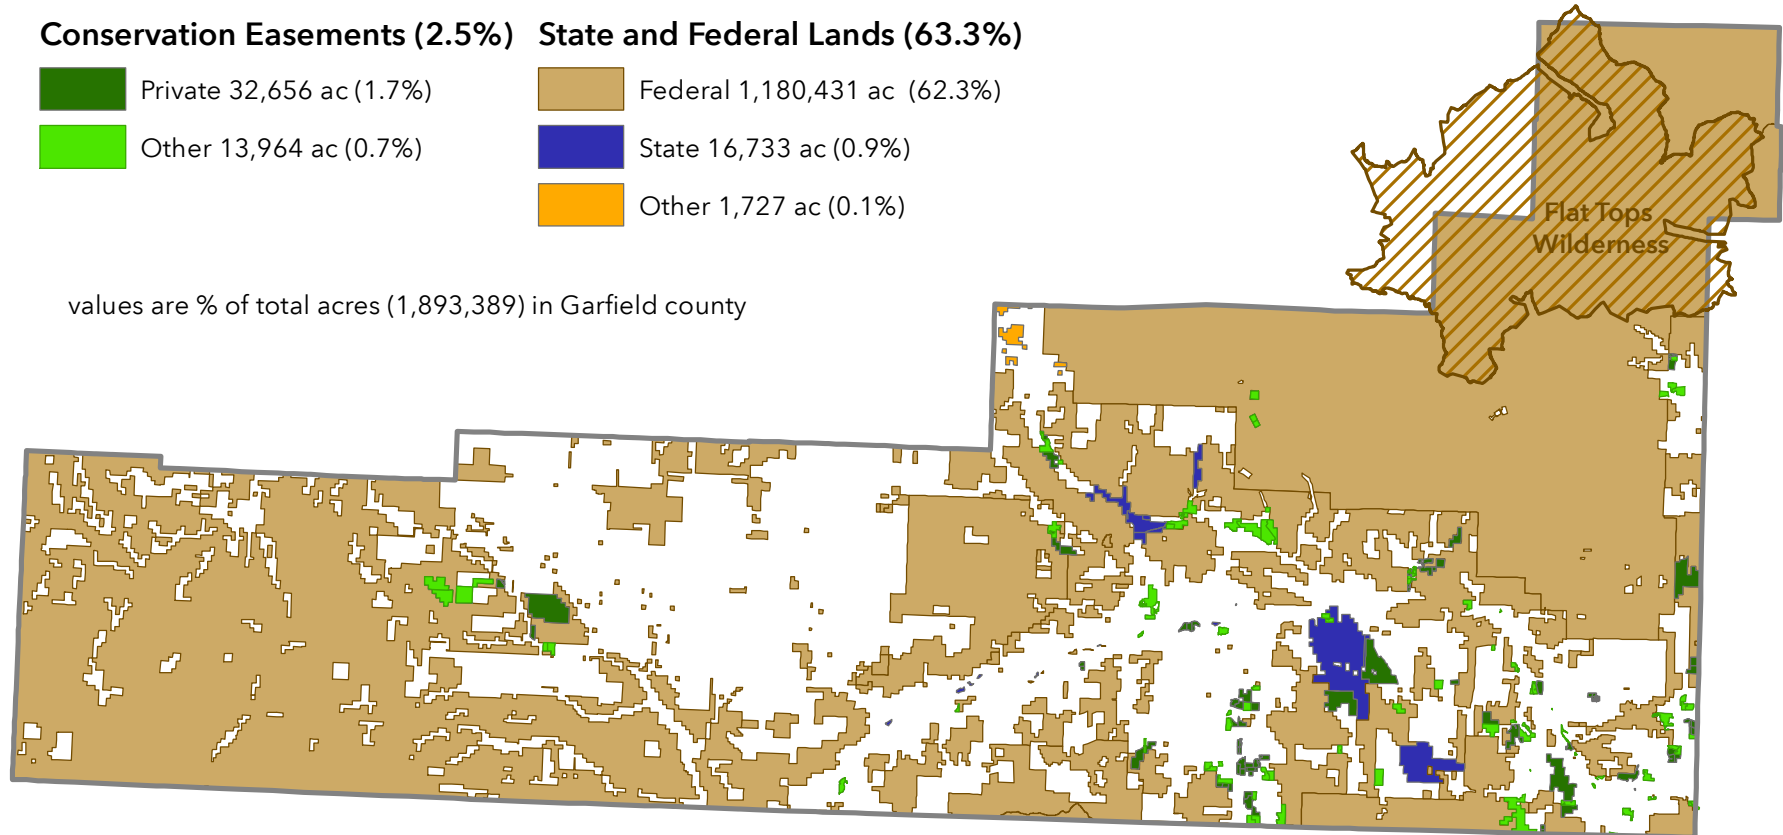 Conservation Easements (2.5%)
Private 32,656 ac (1.7%)
Other 13,964 ac (0.7%)
State and Federal Lands (63.3%)
Federal 1,180,431 ac (62.3%)
State 16,733 ac (0.9%)
Other 1,727 ac (0.1%)
values are % of total acres (1,893,389) in Garfield county
Flat Tops
Wilderness